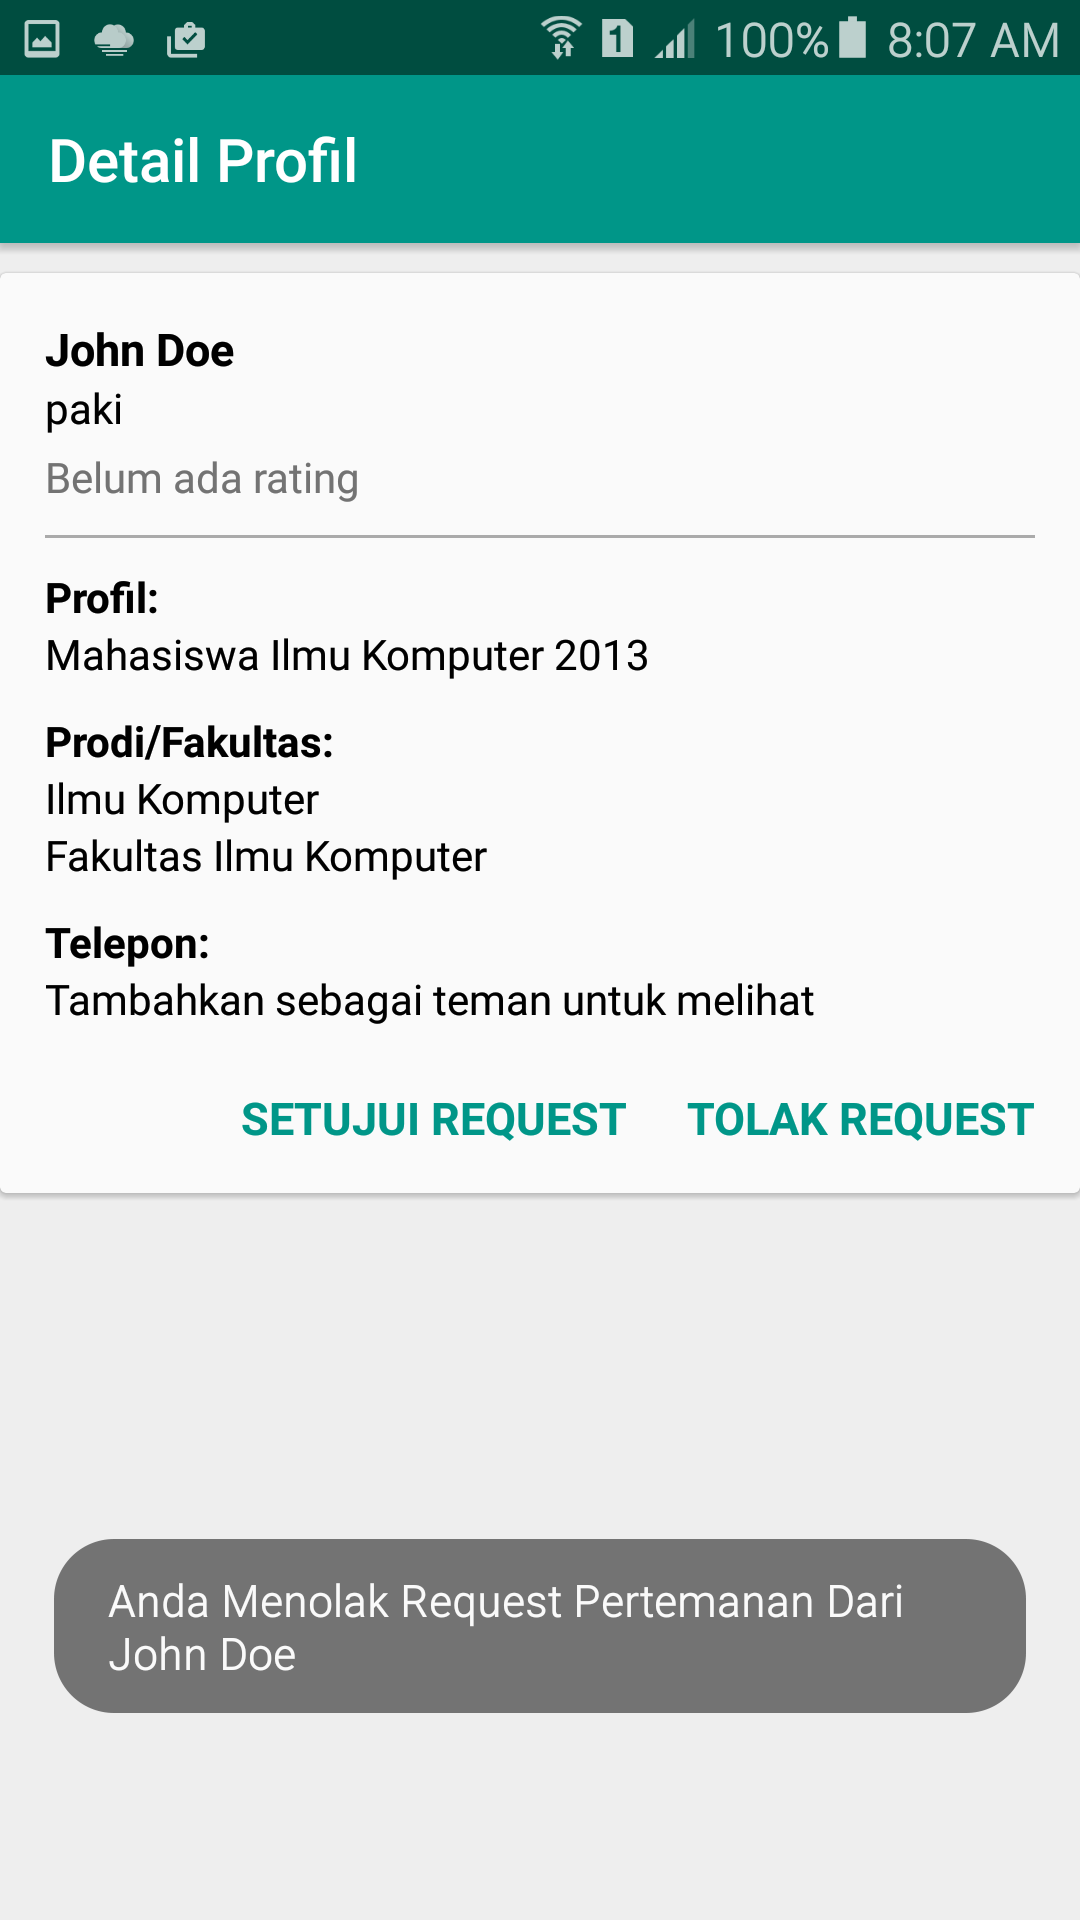 1 100% 8:07 AM
Detail Profil
John Doe
paki
Belum ada rating
Profil:
Mahasiswa Ilmu Komputer 2013
Prodi/Fakultas:
Ilmu Komputer
Fakultas Ilmu Komputer
Telepon:
Tambahkan sebagai teman untuk melihat
SETUJUI REQUEST TOLAK REQUEST
Anda Menolak Request Pertemanan Dari
John Doe